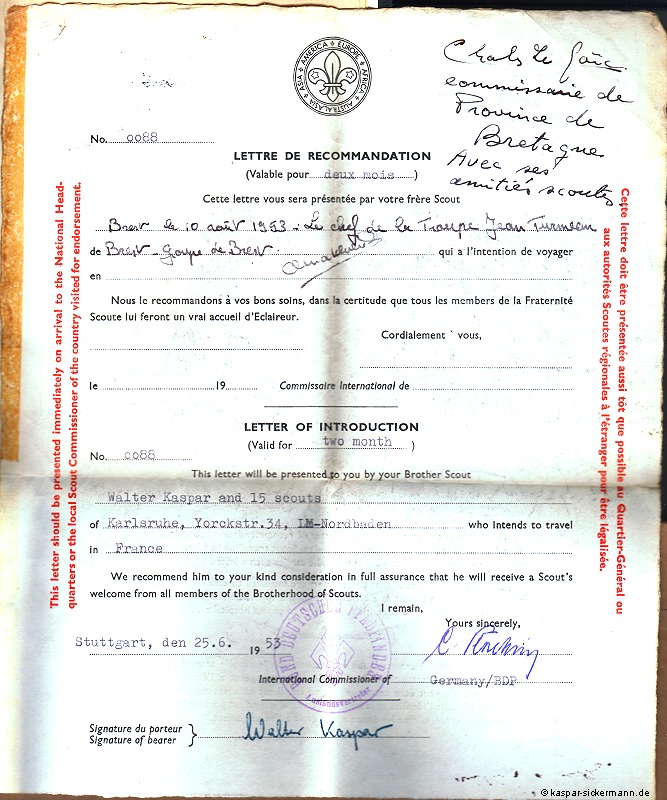 AMERICA EUROPE AFRICA AUSTRALASIA ASIA
commissaire de
Province de
Bretagne
Avec ses
amitiés scoutes
No. 0088
LETTRE DE RECOMMANDATION
(Valable pour deux mois)
Cette lettre vous sera présentée par votre frère Scout
Brest le 10 août 1953 - Le chef de la Troupe Jean
de Brest - Groupe de Brest. qui a l'intention de voyager
en
Nous le recommandons à vos bons soins, dans la certitude que tous les membres de la Fraternité
Scoute lui feront un vrai accueil d'Eclaireur.
Cordialement vous,
le 19 Commissaire International de
LETTER OF INTRODUCTION
(Valid for two month)
No. 0088
This letter will be presented to you by your Brother Scout
Walter Kaspar and 15 scouts
of Karlsruhe, Yorckstr.34, LM-Nordbaden who intends to travel
in France
We recommend him to your kind consideration in full assurance that he will receive a Scout's
welcome from all members of the Brotherhood of Scouts.
I remain,
Yours sincerely,
Stuttgart, den 25.6. 1953
BUND DEUTSCHER PFADFINDER
Auslandsvertreter
International Commissioner of Germany/BDP
Signature du porteur
Signature of bearer
Walter Kaspar
This letter should be presented immediately on arrival to the National Head-
quarters or the local Scout Commissioner of the country visited for endorsement.
Cette lettre doit être présentée aussi tôt que possible au Quartier-Général ou
aux autorités Scoutes régionales à l'étranger pour être légalisée.
© kaspar-sickermann.de